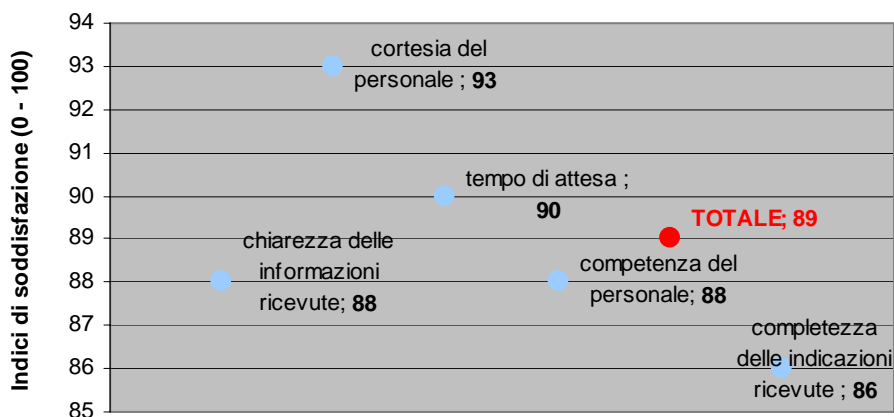 Indici di soddisfazione (0 - 100)
94
93
92
91
90
89
88
87
86
85
cortesia del
personale ; 93
tempo di attesa ;
90
TOTALE; 89
chiarezza delle
informazioni
ricevute; 88
competenza del
personale; 88
completezza
delle indicazioni
ricevute ; 86